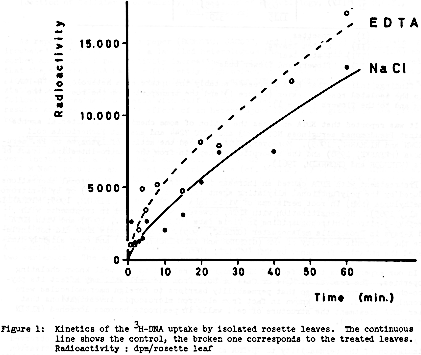 Radioactivity
15.000
10.000
5000
0
EDTA
NaCl
0 10 20 30 40 50 60
Time (min.)
Figure 1: Kinetics of the ³H-DNA uptake by isolated rosette leaves. The continuous
line shows the control, the broken one corresponds to the treated leaves.
Radioactivity : dpm/rosette leaf